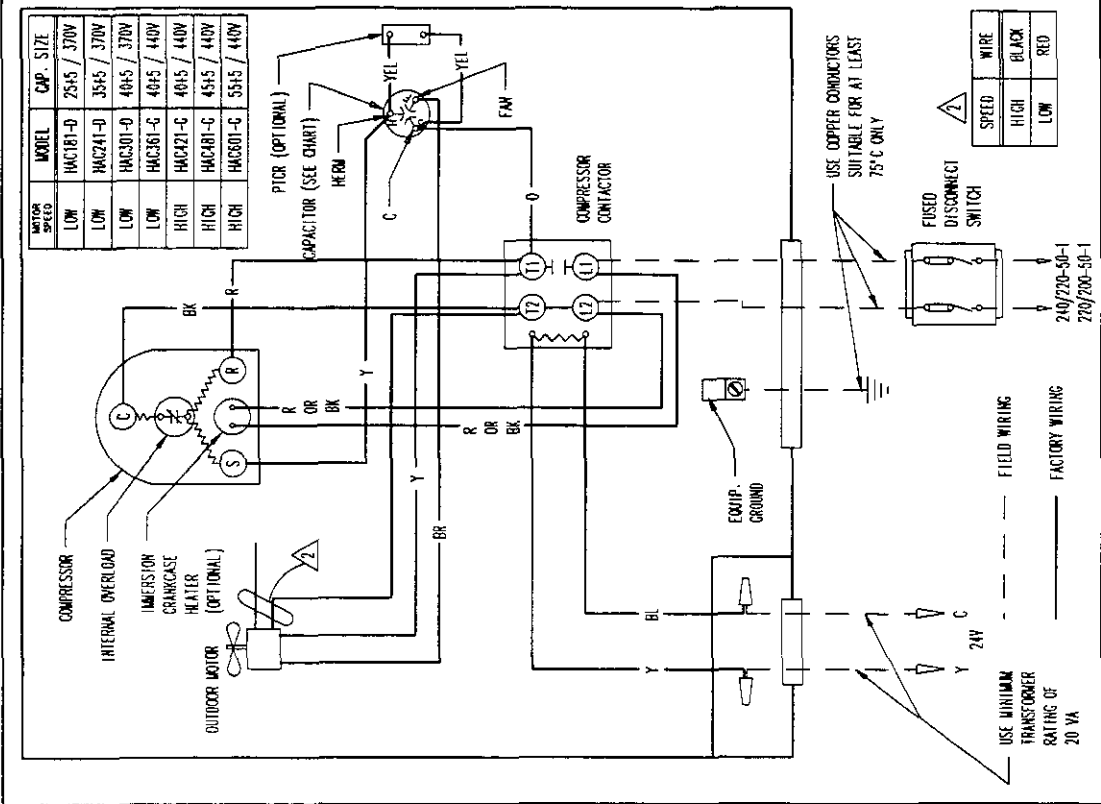 MOTOR SPEED MODEL CAP. SIZE
LOW HAC181-D 25+5 / 370V
LOW HAC241-D 35+5 / 370V
LOW HAC301-D 40+5 / 370V
LOW HAC361-G 40+5 / 440V
HIGH HAC421-G 40+5 / 440V
HIGH HAC481-G 45+5 / 440V
HIGH HAC601-G 55+5 / 440V
COMPRESSOR
INTERNAL OVERLOAD
IMMERSION
CRANKCASE
HEATER
(OPTIONAL)
OUTDOOR MOTOR
2
C
S
R
BK
R
R OR BK
R OR BK
Y
Y
BR
PTCR (OPTIONAL)
CAPACITOR (SEE CHART)
HERM
C
FAN
YEL
YEL
O
COMPRESSOR
CONTACTOR
T1
T2
L1
L2
EQUIP.
GROUND
BL
Y
USE COPPER CONDUCTORS
SUITABLE FOR AT LEAST
75°C ONLY
FUSED
DISCONNECT
SWITCH
240/220-50-1
220/200-60-1
2
SPEED WIRE
HIGH BLACK
LOW RED
Y
24V
C
USE MINIMUM
TRANSFORMER
RATING OF
20 VA
FIELD WIRING
FACTORY WIRING